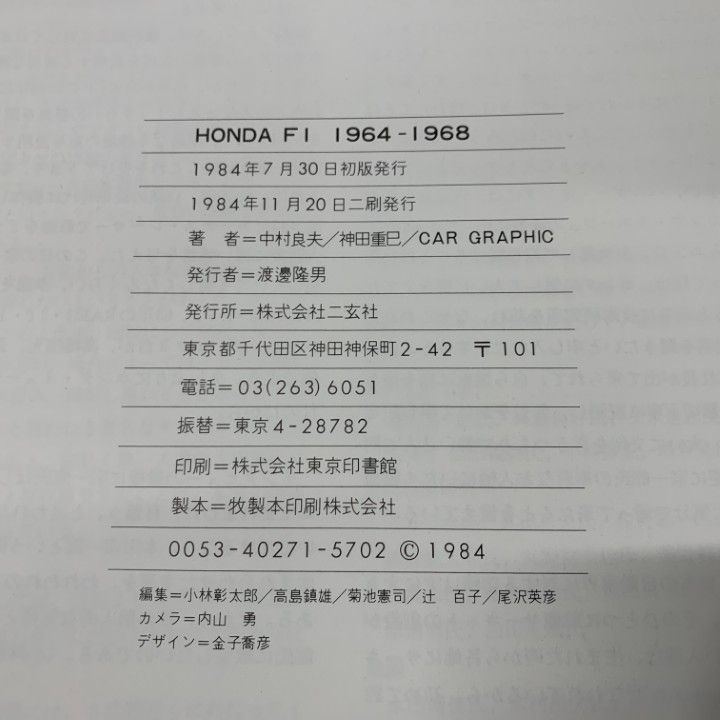 HONDA F1 1964-1968
1984年7月30日初版発行
1984年11月20日二刷発行
著　者＝中村良夫／神田重巳／CAR GRAPHIC
発行者＝渡邊隆男
発行所＝株式会社二玄社
東京都千代田区神田神保町2-42 〒101
電話＝03(263)6051
振替＝東京4-28782
印刷＝株式会社東京印書館
製本＝牧製本印刷株式会社
0053-40271-5702 ©1984
編集＝小林彰太郎／高島鎮雄／菊池憲司／辻　百子／尾沢英彦
カメラ＝内山　勇
デザイン＝金子喬彦